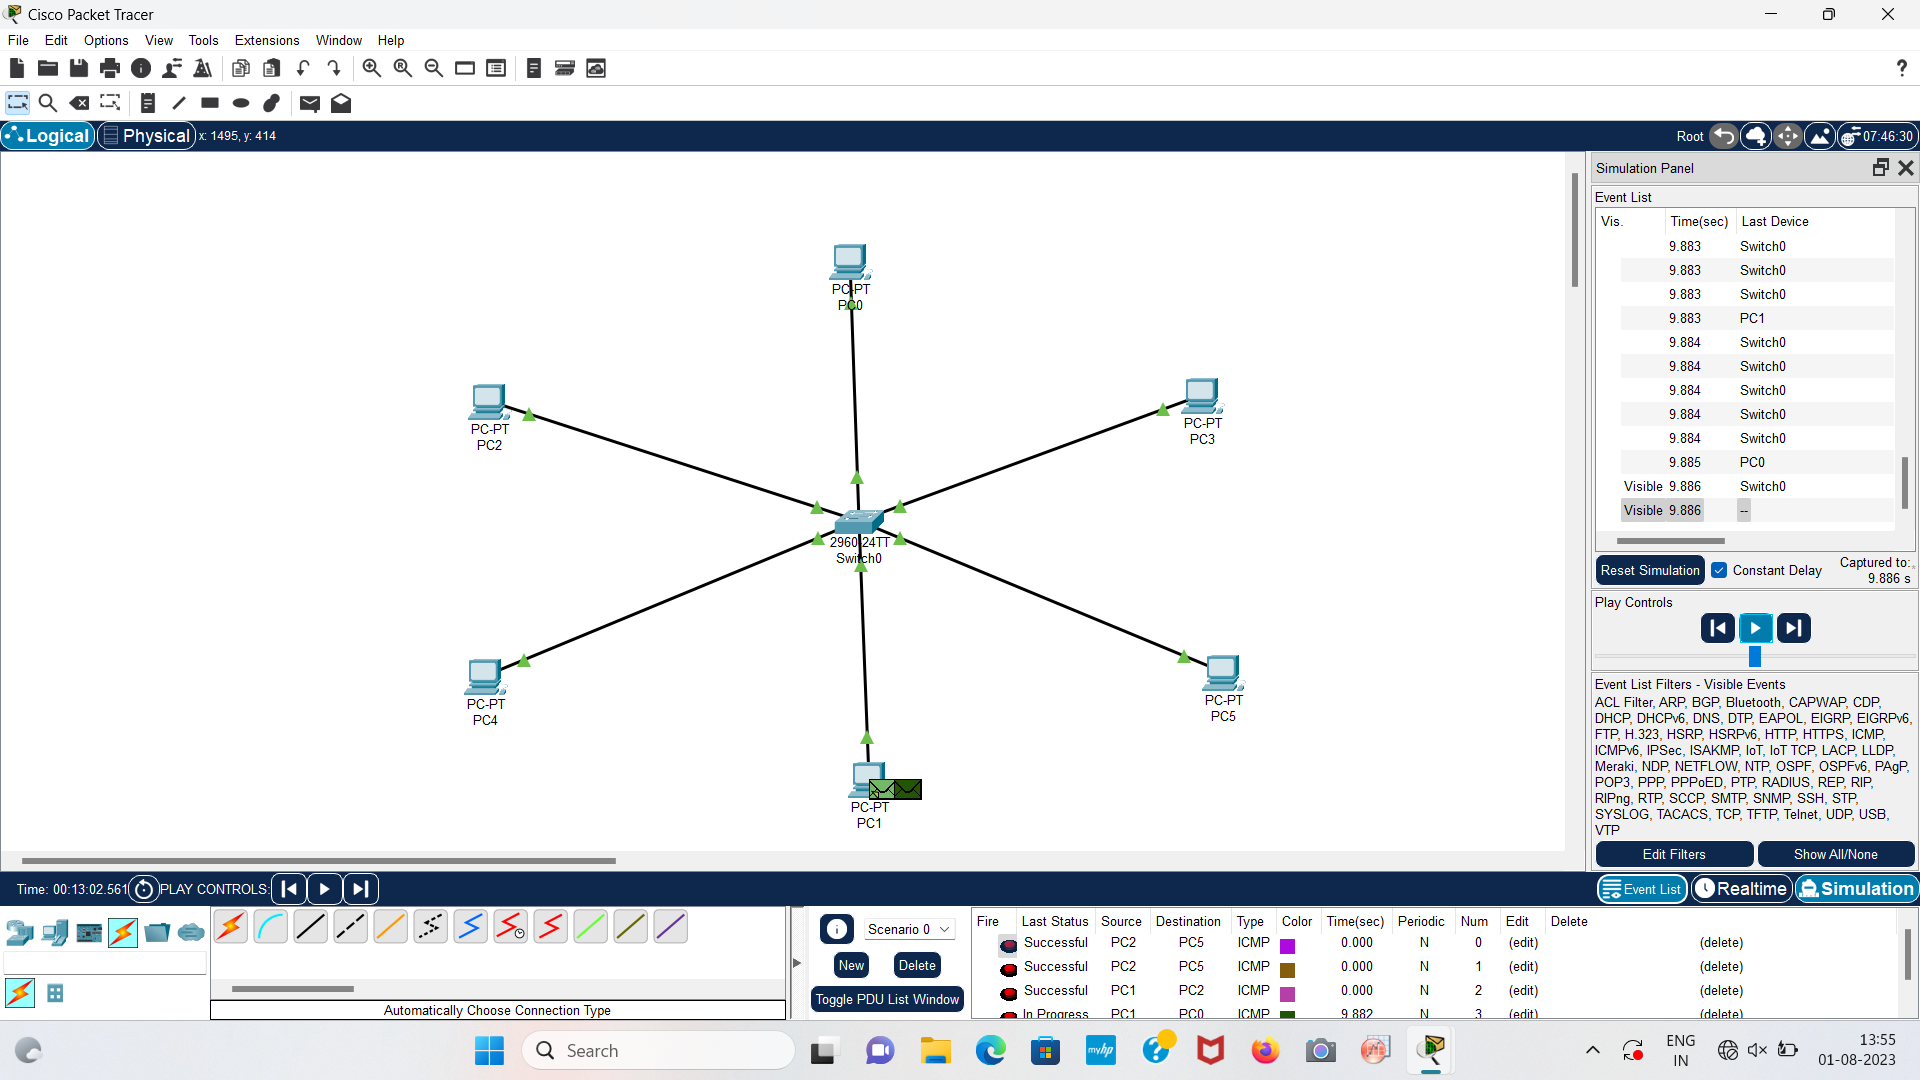 Cisco Packet Tracer
File Edit Options View Tools Extensions Window Help
Logical Physical x: 1495, y: 414 Root 07:46:30
PC-PT
PC0
PC-PT
PC2
PC-PT
PC3
2960-24TT
Switch0
PC-PT
PC4
PC-PT
PC5
PC-PT
PC1
Simulation Panel
Event List
Vis. Time(sec) Last Device
9.883 Switch0
9.883 Switch0
9.883 Switch0
9.883 PC1
9.884 Switch0
9.884 Switch0
9.884 Switch0
9.884 Switch0
9.884 Switch0
9.885 PC0
Visible 9.886 Switch0
Visible 9.886 --
Reset Simulation Constant Delay Captured to:
9.886 s
Play Controls
Event List Filters - Visible Events
ACL Filter, ARP, BGP, Bluetooth, CAPWAP, CDP,
DHCP, DHCPv6, DNS, DTP, EAPOL, EIGRP, EIGRPv6,
FTP, H.323, HSRP, HSRPv6, HTTP, HTTPS, ICMP,
ICMPv6, IPSec, ISAKMP, IoT, IoT TCP, LACP, LLDP,
Meraki, NDP, NETFLOW, NTP, OSPF, OSPFv6, PAgP,
POP3, PPP, PPPoED, PTP, RADIUS, REP, RIP,
RIPng, RTP, SCCP, SMTP, SNMP, SSH, STP,
SYSLOG, TACACS, TCP, TFTP, Telnet, UDP, USB,
VTP
Edit Filters Show All/None
Time: 00:13:02.561 PLAY CONTROLS: Event List Realtime Simulation
Automatically Choose Connection Type
Scenario 0
New Delete
Toggle PDU List Window
Fire Last Status Source Destination Type Color Time(sec) Periodic Num Edit Delete
Successful PC2 PC5 ICMP 0.000 N 0 (edit) (delete)
Successful PC2 PC5 ICMP 0.000 N 1 (edit) (delete)
Successful PC1 PC2 ICMP 0.000 N 2 (edit) (delete)
In Progress PC1 PC0 ICMP 9.882 N 3 (edit) (delete)
Search
myhp
ENG
IN
13:55
01-08-2023